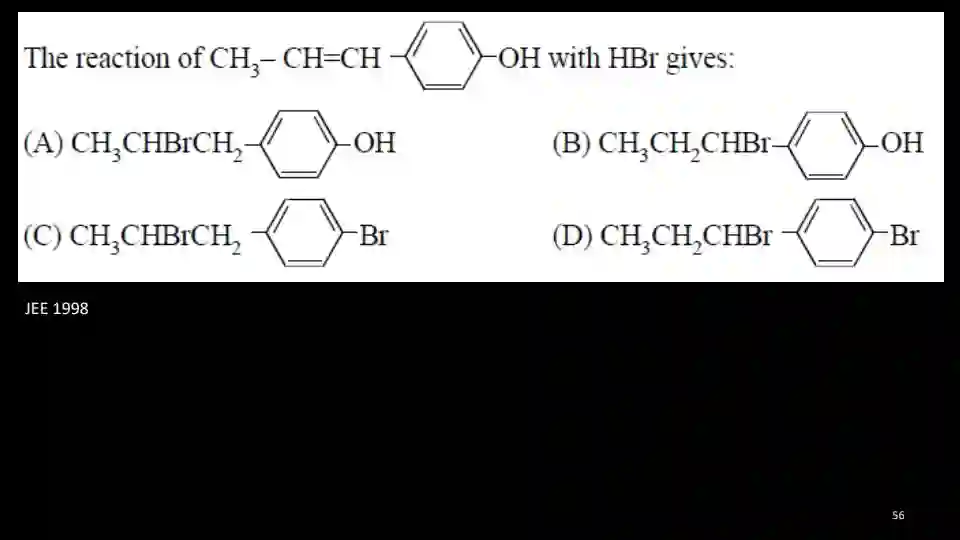 The reaction of CH₃– CH=CH -OH with HBr gives:
(A) CH₃CHBrCH₂- -OH (B) CH₃CH₂CHBr- -OH
(C) CH₃CHBrCH₂ - -Br (D) CH₃CH₂CHBr - -Br
JEE 1998
56